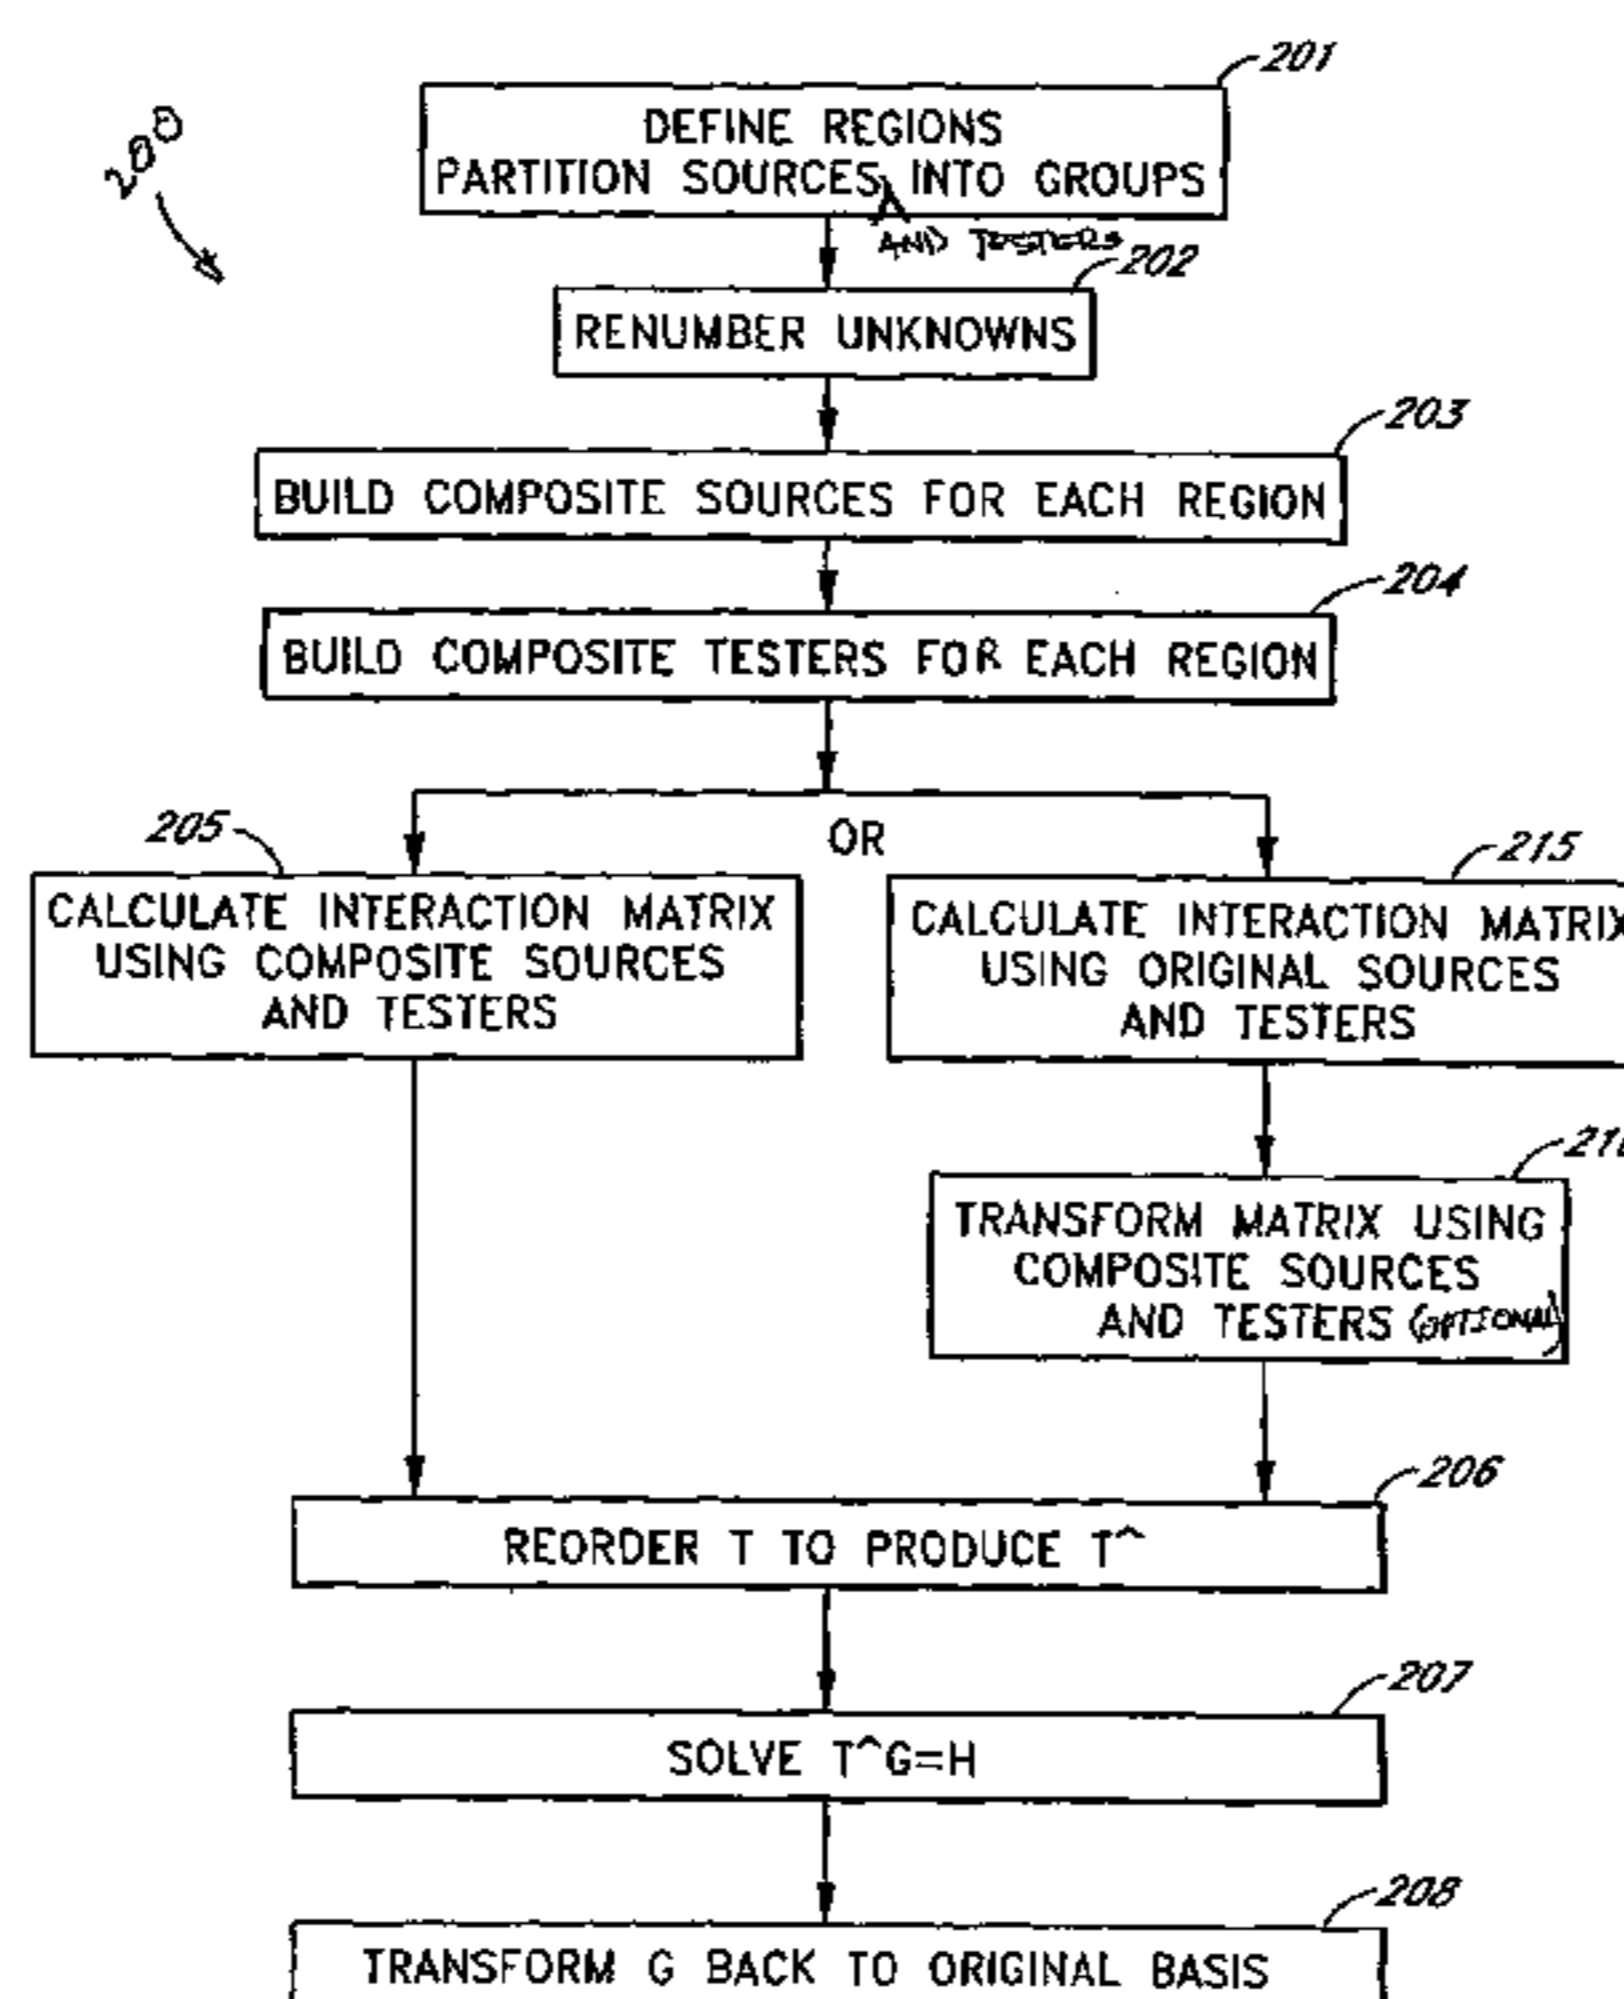 200
201
DEFINE REGIONS
PARTITION SOURCES INTO GROUPS
AND TESTERS
202
RENUMBER UNKNOWNS
203
BUILD COMPOSITE SOURCES FOR EACH REGION
204
BUILD COMPOSITE TESTERS FOR EACH REGION
OR
205
CALCULATE INTERACTION MATRIX
USING COMPOSITE SOURCES
AND TESTERS
215
CALCULATE INTERACTION MATRIX
USING ORIGINAL SOURCES
AND TESTERS
TRANSFORM MATRIX USING
COMPOSITE SOURCES
AND TESTERS (OPTIONAL)
206
REORDER T TO PRODUCE T^
207
SOLVE T^G=H
208
TRANSFORM G BACK TO ORIGINAL BASIS